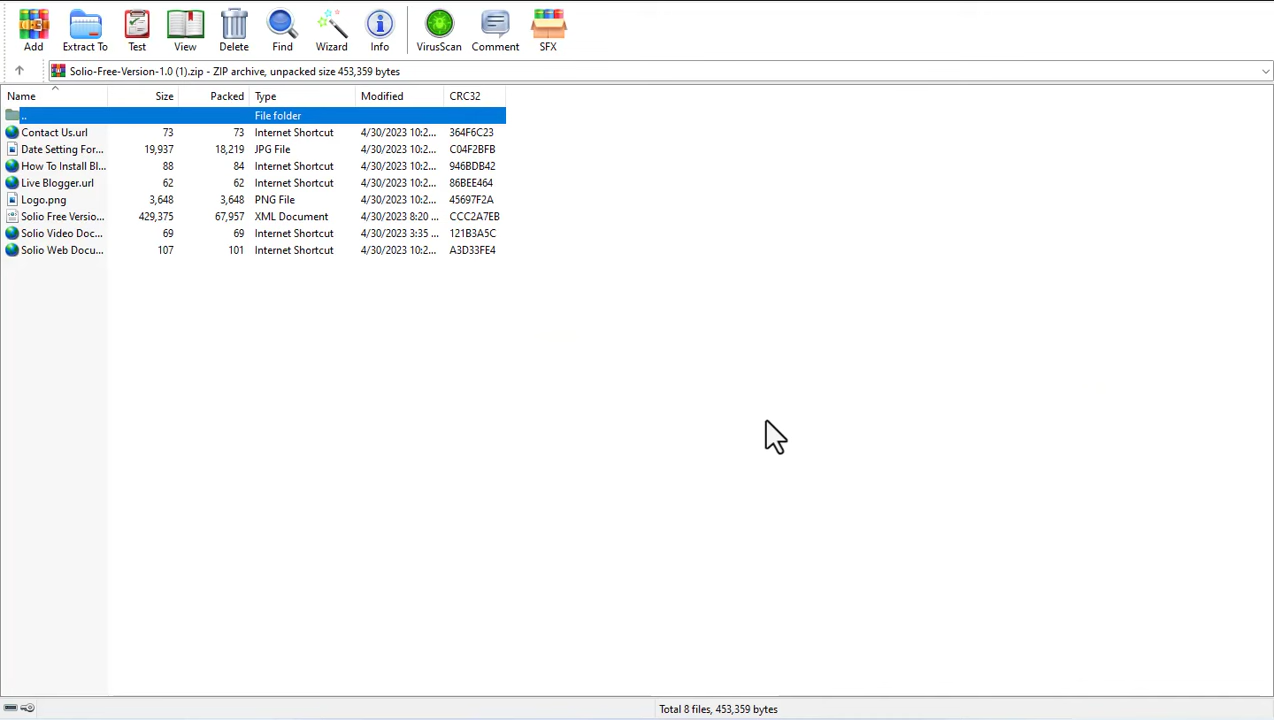 Add Extract To Test View Delete Find Wizard Info VirusScan Comment SFX
Solio-Free-Version-1.0 (1).zip - ZIP archive, unpacked size 453,359 bytes
Name Size Packed Type Modified CRC32
.. File folder
Contact Us.url 73 73 Internet Shortcut 4/30/2023 10:2... 364F6C23
Date Setting For... 19,937 18,219 JPG File 4/30/2023 10:2... C04F2BFB
How To Install Bl... 88 84 Internet Shortcut 4/30/2023 10:2... 946BDB42
Live Blogger.url 62 62 Internet Shortcut 4/30/2023 10:2... 86BEE464
Logo.png 3,648 3,648 PNG File 4/30/2023 10:2... 45697F2A
Solio Free Versio... 429,375 67,957 XML Document 4/30/2023 8:20 ... CCC2A7EB
Solio Video Doc... 69 69 Internet Shortcut 4/30/2023 3:35 ... 121B3A5C
Solio Web Docu... 107 101 Internet Shortcut 4/30/2023 10:2... A3D33FE4
Total 8 files, 453,359 bytes